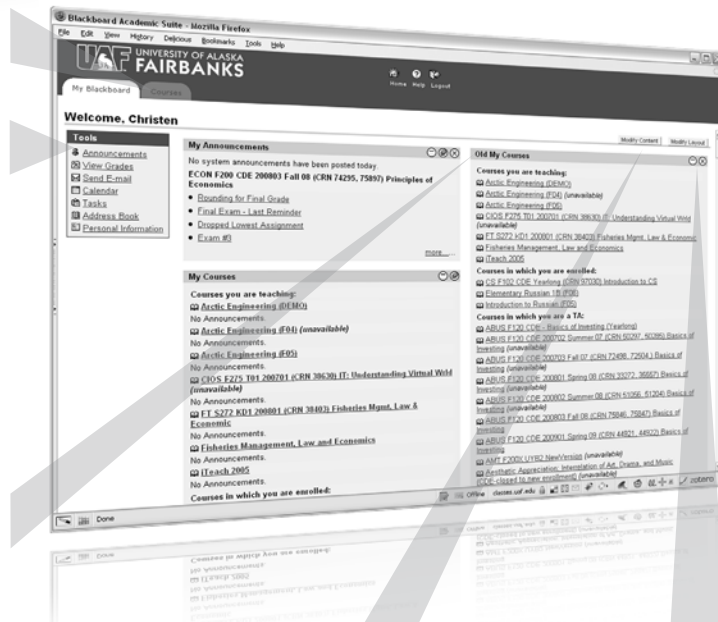 Blackboard Academic Suite - Mozilla Firefox
File Edit View History Delicious Bookmarks Tools Help
UAF UNIVERSITY OF ALASKA
FAIRBANKS
Home Help Logout
My Blackboard Courses
Welcome, Christen
Modify Content Modify Layout
Tools
Announcements
View Grades
Send E-mail
Calendar
Tasks
Address Book
Personal Information
My Announcements
No system announcements have been posted today.
ECON F200 CDE 200803 Fall 08 (CRN 74295, 75897) Principles of
Economics
Rounding for Final Grade
Final Exam - Last Reminder
Dropped Lowest Assignment
Exam #3
more...
My Courses
Courses you are teaching:
Arctic Engineering (DEMO)
No Announcements.
Arctic Engineering (F04) (unavailable)
No Announcements.
Arctic Engineering (F05)
No Announcements.
CIOS F275 T01 200701 (CRN 38630) IT: Understanding Virtual Wrld
(unavailable)
No Announcements.
FT S272 KD1 200801 (CRN 38403) Fisheries Mgmt, Law &
Economic
No Announcements.
Fisheries Management, Law and Economics
No Announcements.
iTeach 2005
No Announcements.
Courses in which you are enrolled:
Old My Courses
Courses you are teaching:
Arctic Engineering (DEMO)
Arctic Engineering (F04) (unavailable)
Arctic Engineering (F05)
CIOS F275 T01 200701 (CRN 38630) IT: Understanding Virtual Wrld
(unavailable)
FT S272 KD1 200801 (CRN 38403) Fisheries Mgmt, Law & Economic
Fisheries Management, Law and Economics
iTeach 2005
Courses in which you are enrolled:
CS F102 CDE Yearlong (CRN 97030) Introduction to CS
Elementary Russian 1B (F06)
Introduction to Russian (F05)
Courses in which you are a TA:
ABUS F120 CDE - Basics of Investing (Yearlong)
ABUS F120 CDE 200702 Summer 07 (CRN 50297, 50285) Basics of
Investing (unavailable)
ABUS F120 CDE 200703 Fall 07 (CRN 72498, 72504) Basics of
Investing (unavailable)
ABUS F120 CDE 200801 Spring 08 (CRN 33272, 36667) Basics of
Investing (unavailable)
ABUS F120 CDE 200802 Summer 08 (CRN 51056, 51204) Basics of
Investing (unavailable)
ABUS F120 CDE 200803 Fall 08 (CRN 75846, 75847) Basics of
Investing
ABUS F120 CDE 200901 Spring 09 (CRN 44921, 44922) Basics of
Investing
AMT F200X UYB2 NewVersion (unavailable)
Aesthetic Appreciation: Interrelation of Art, Drama, and Music
(CDE-closed to new enrollment) (unavailable)
Done
Offline classes.uaf.edu zotero